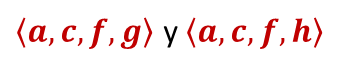 ⟨a, c, f, g⟩ y ⟨a, c, f, h⟩